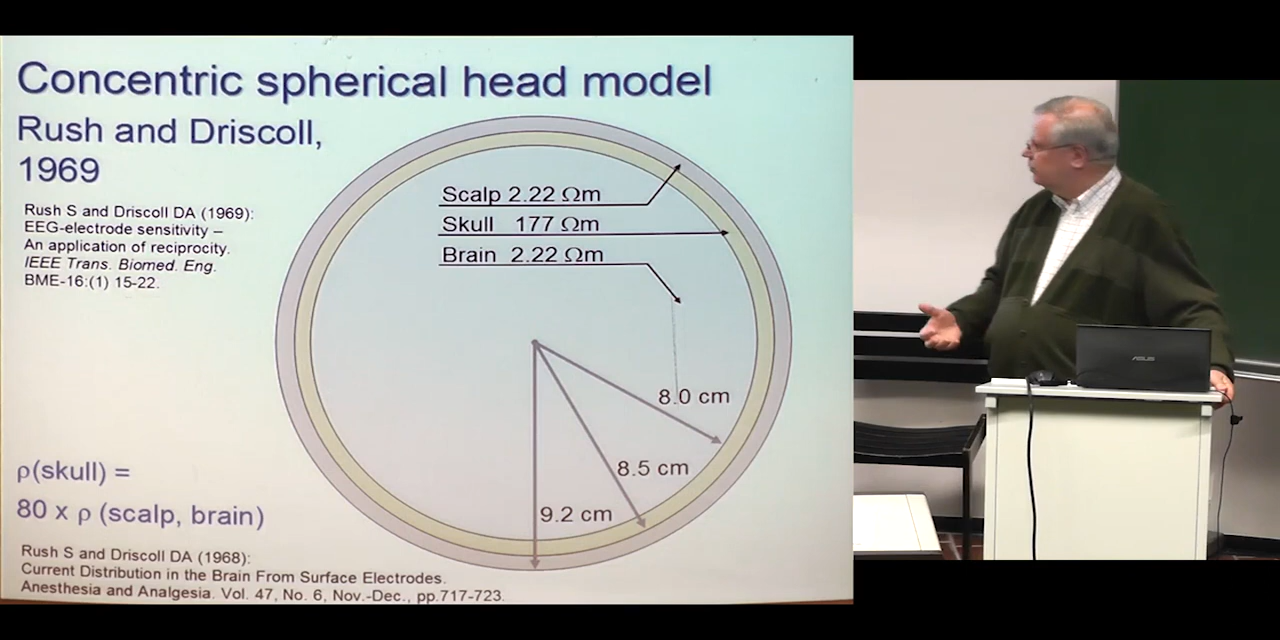 Concentric spherical head model
Rush and Driscoll,
1969
Rush S and Driscoll DA (1969):
EEG-electrode sensitivity –
An application of reciprocity.
IEEE Trans. Biomed. Eng.
BME-16:(1) 15-22.
Scalp 2.22 Ωm
Skull 177 Ωm
Brain 2.22 Ωm
8.0 cm
8.5 cm
9.2 cm
ρ(skull) =
80 x ρ (scalp, brain)
Rush S and Driscoll DA (1968):
Current Distribution in the Brain From Surface Electrodes.
Anesthesia and Analgesia. Vol. 47, No. 6, Nov.-Dec., pp.717-723.
ASUS